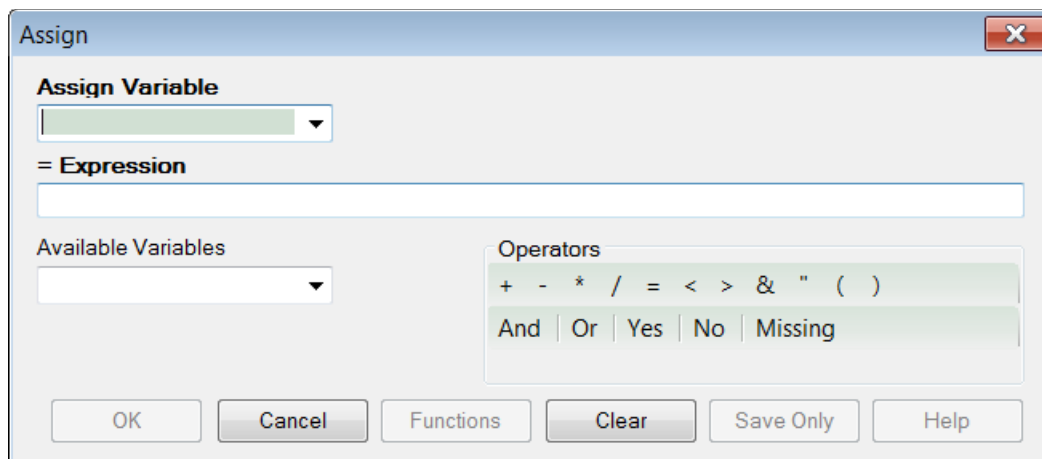 Assign
Assign Variable
= Expression
Available Variables
Operators
+ - * / = < > & " ( )
And Or Yes No Missing
OK Cancel Functions Clear Save Only Help